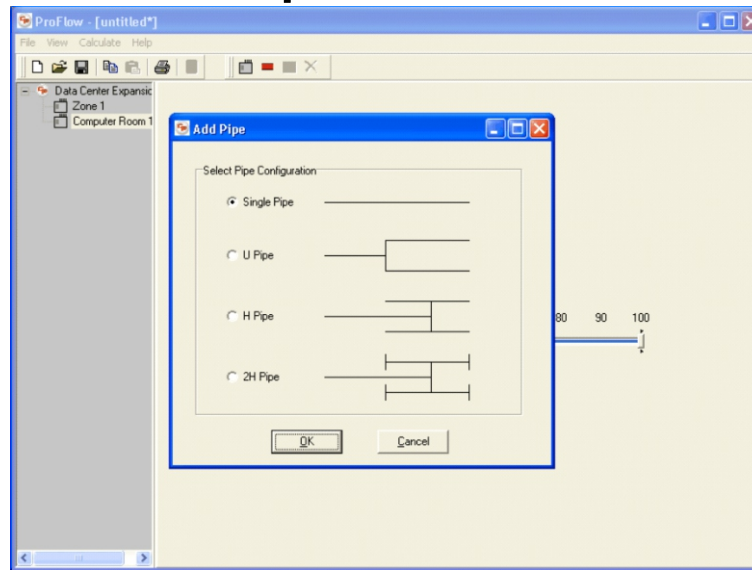 ProFlow - [untitled*]
File View Calculate Help
Data Center Expansic
Zone 1
Computer Room 1
Add Pipe
Select Pipe Configuration
Single Pipe
U Pipe
H Pipe
2H Pipe
80 90 100
OK Cancel